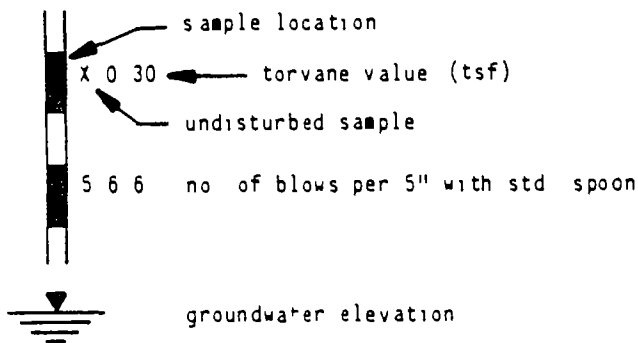 sample location
X 0 30 torvane value (tsf)
undisturbed sample
5 6 6 no of blows per 5" with std spoon
groundwater elevation